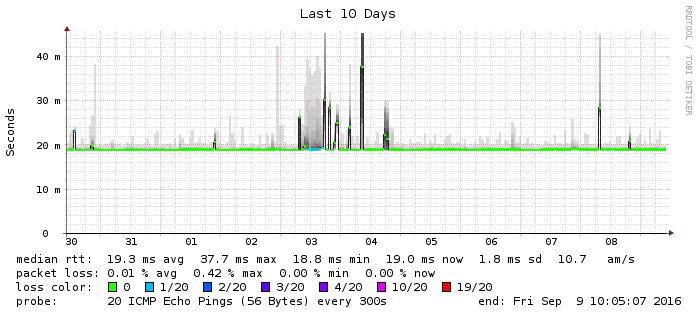 Last 10 Days
RRDTOOL / TOBI OETIKER
Seconds
40 m
30 m
20 m
10 m
0
30 31 01 02 03 04 05 06 07 08
median rtt: 19.3 ms avg 37.7 ms max 18.8 ms min 19.0 ms now 1.8 ms sd 10.7 am/s
packet loss: 0.01 % avg 0.42 % max 0.00 % min 0.00 % now
loss color: 0 1/20 2/20 3/20 4/20 10/20 19/20
probe: 20 ICMP Echo Pings (56 Bytes) every 300s end: Fri Sep 9 10:05:07 2016